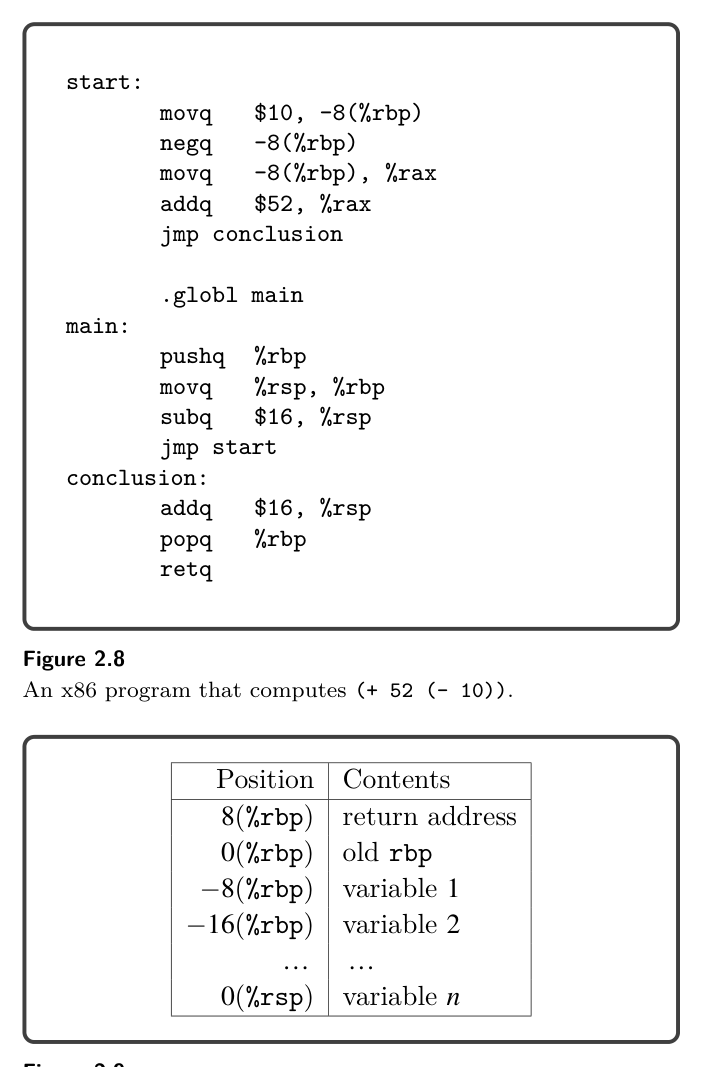 start:
movq $10, -8(%rbp)
negq -8(%rbp)
movq -8(%rbp), %rax
addq $52, %rax
jmp conclusion
.globl main
main:
pushq %rbp
movq %rsp, %rbp
subq $16, %rsp
jmp start
conclusion:
addq $16, %rsp
popq %rbp
retq
Figure 2.8
An x86 program that computes (+ 52 (- 10)).
Position Contents
8(%rbp) return address
0(%rbp) old rbp
−8(%rbp) variable 1
−16(%rbp) variable 2
... ...
0(%rsp) variable n